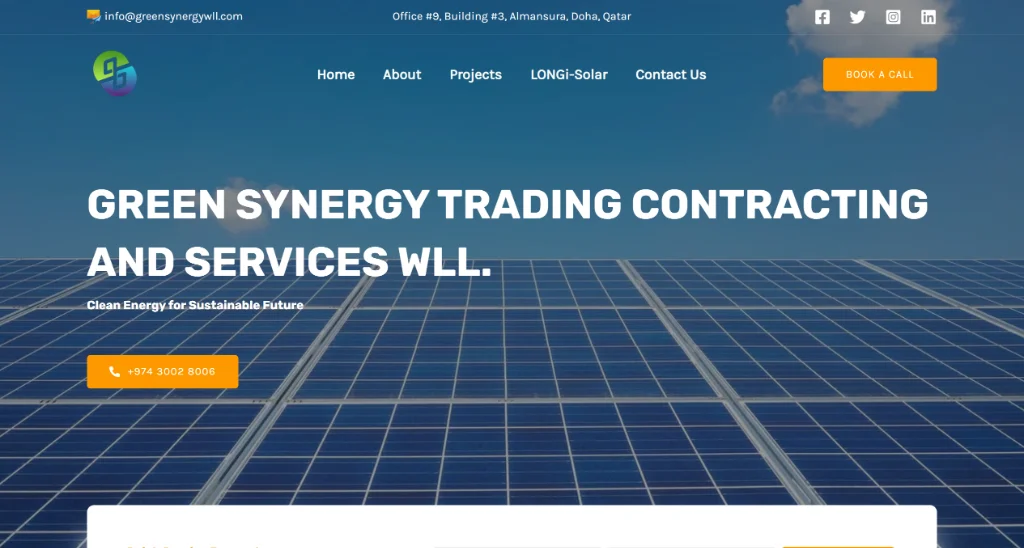 info@greensynergywll.com
Office #9, Building #3, Almansura, Doha, Qatar
Home
About
Projects
LONGi-Solar
Contact Us
BOOK A CALL
GREEN SYNERGY TRADING CONTRACTING
AND SERVICES WLL.
Clean Energy for Sustainable Future
+974 3002 8006